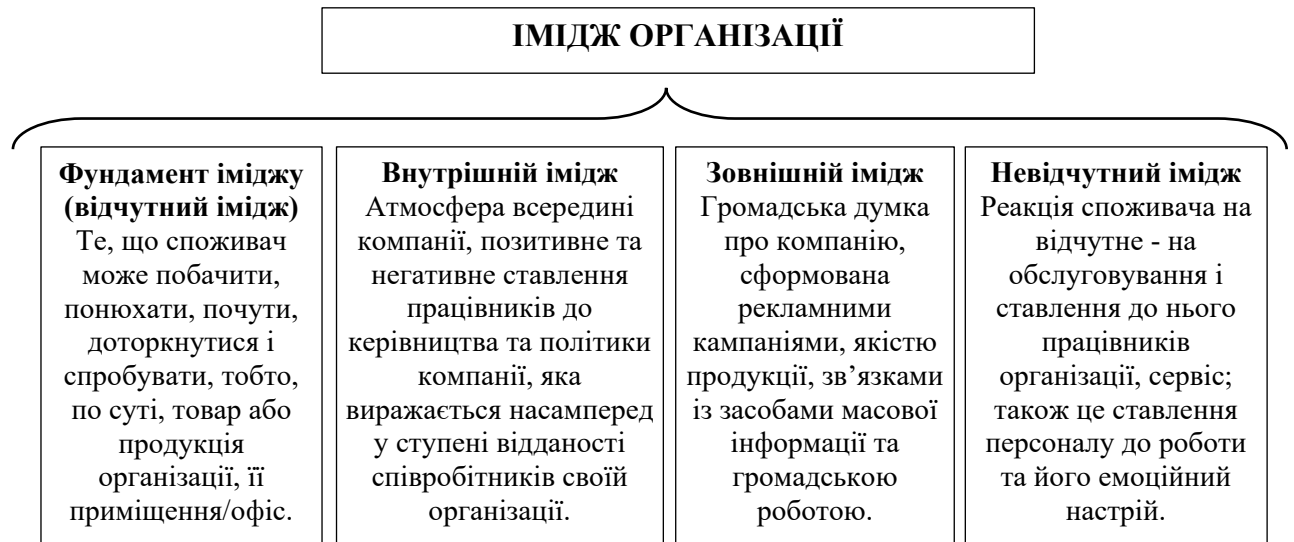 ІМІДЖ ОРГАНІЗАЦІЇ
Фундамент іміджу
(відчутний імідж)
Те, що споживач
може побачити,
понюхати, почути,
доторкнутися і
спробувати, тобто,
по суті, товар або
продукція
організації, її
приміщення/офіс.
Внутрішній імідж
Атмосфера всередині
компанії, позитивне та
негативне ставлення
працівників до
керівництва та політики
компанії, яка
виражається насамперед
у ступені відданості
співробітників своїй
організації.
Зовнішній імідж
Громадська думка
про компанію,
сформована
рекламними
кампаніями, якістю
продукції, зв’язками
із засобами масової
інформації та
громадською
роботою.
Невідчутний імідж
Реакція споживача на
відчутне - на
обслуговування і
ставлення до нього
працівників
організації, сервіс;
також це ставлення
персоналу до роботи
та його емоційний
настрій.